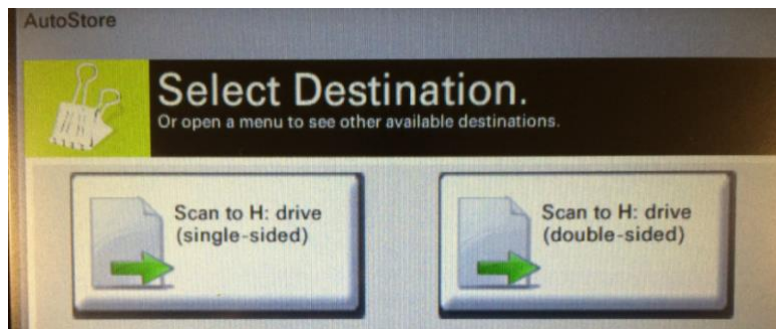 AutoStore
Select Destination.
Or open a menu to see other available destinations.
Scan to H: drive
(single-sided)
Scan to H: drive
(double-sided)